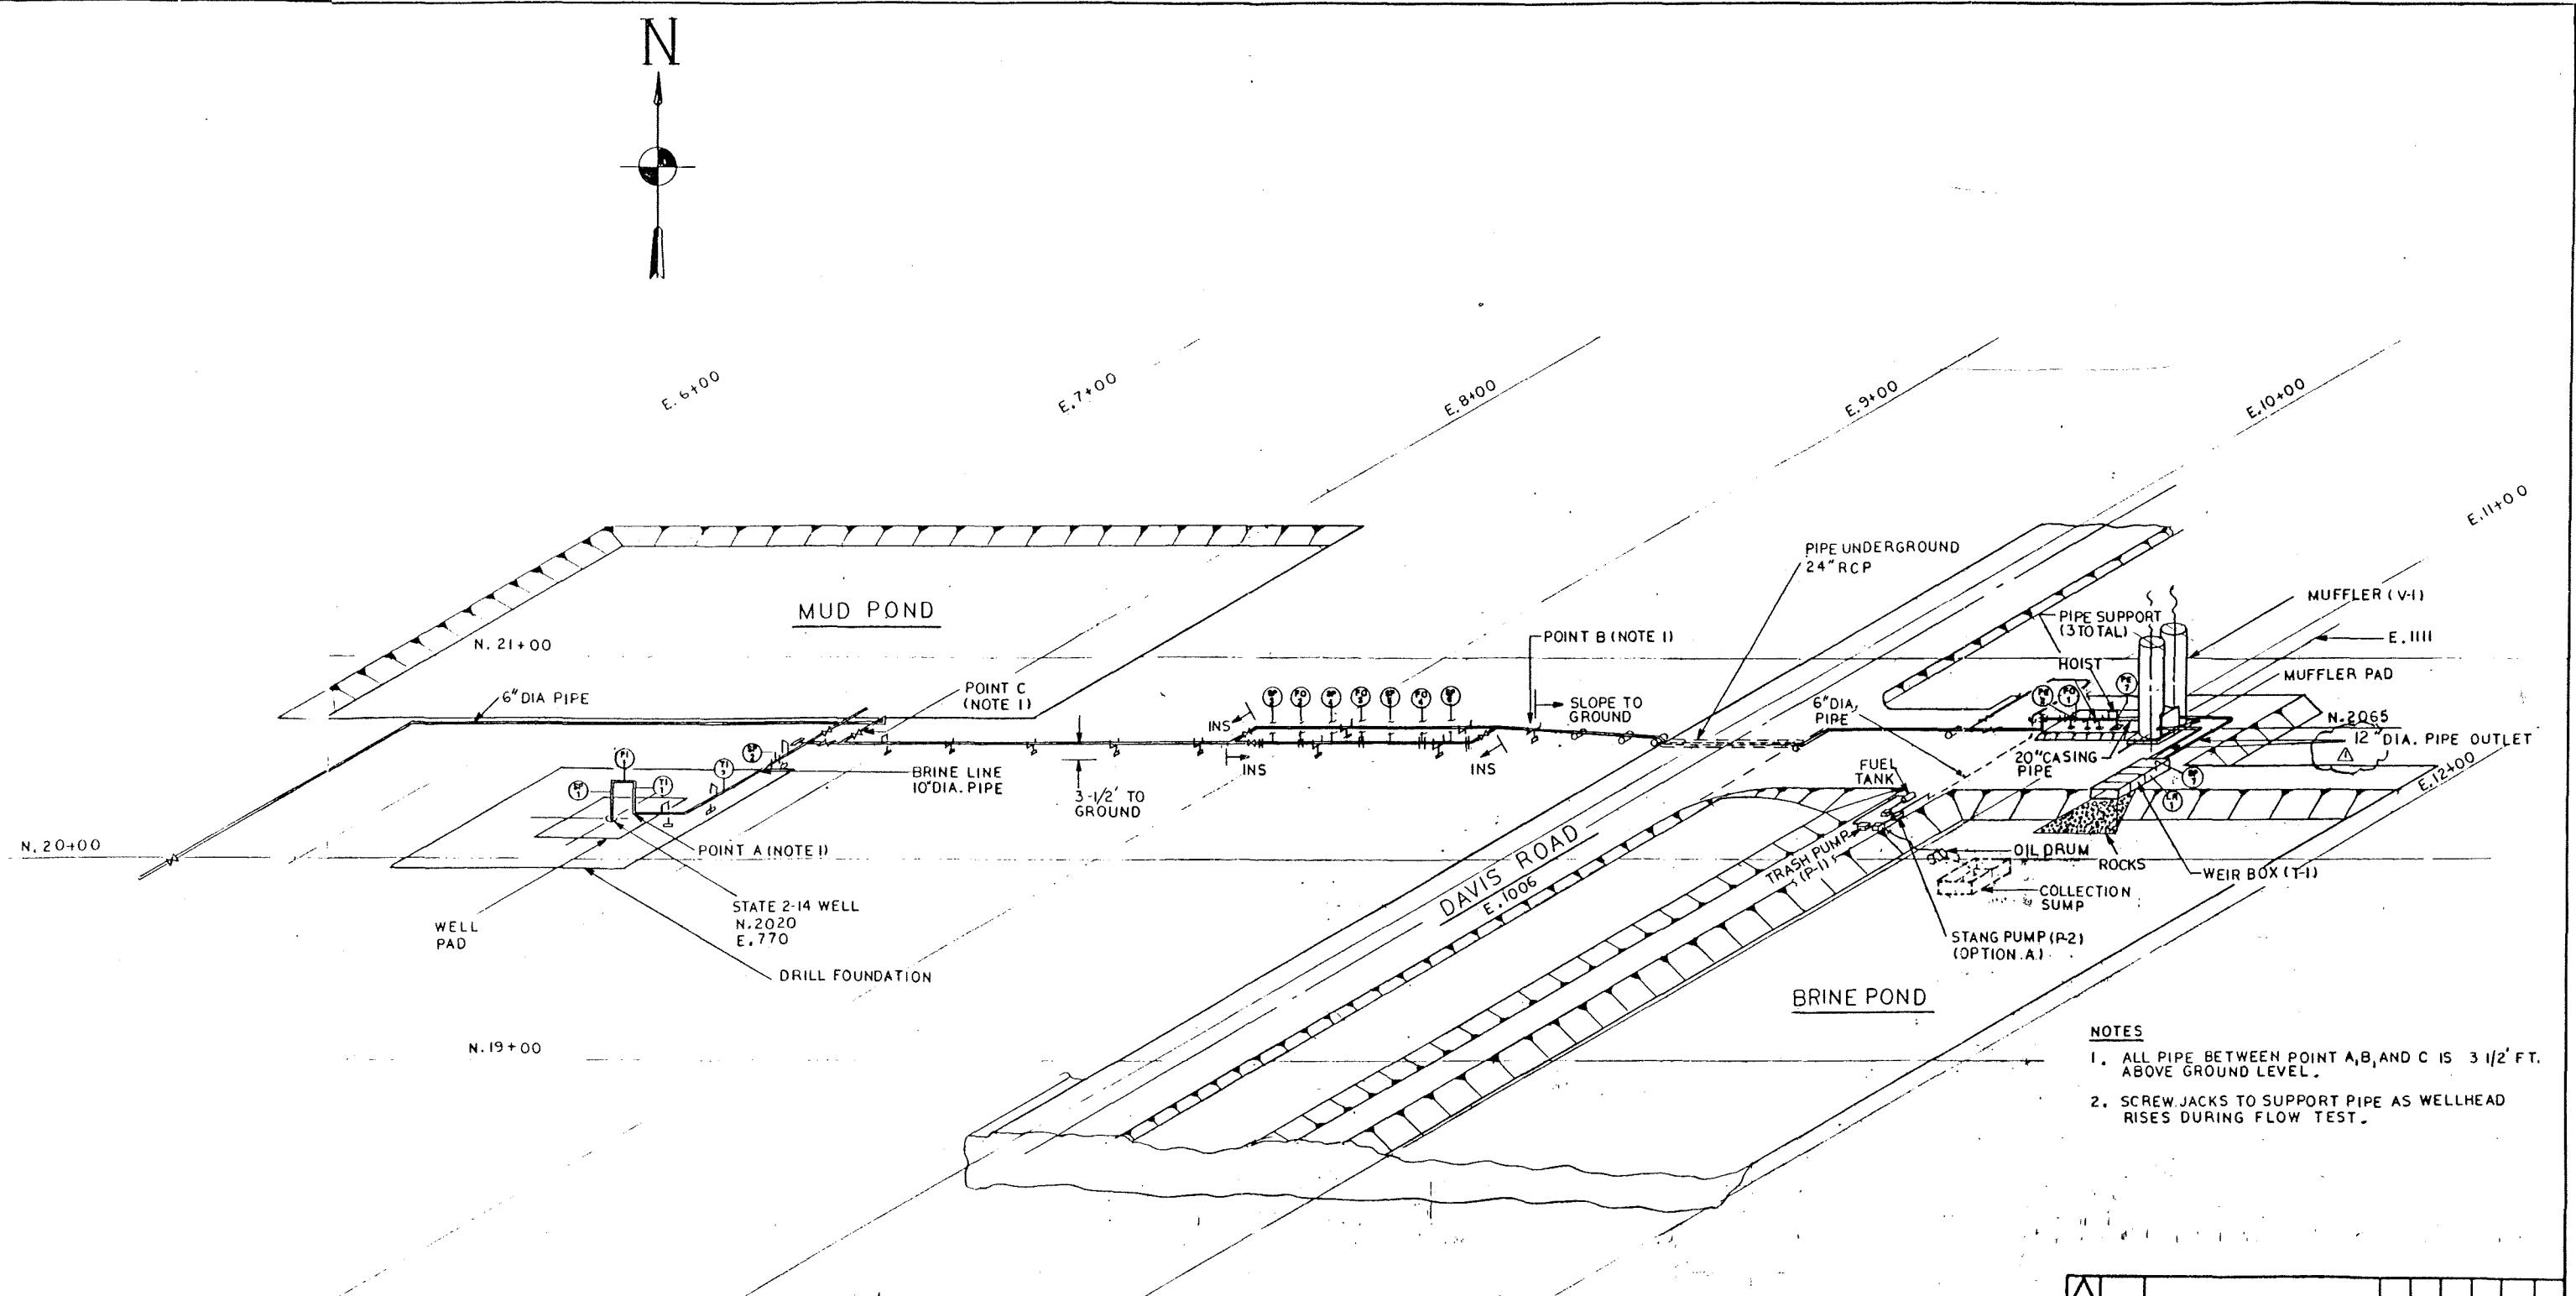 N
E. 6+00
E. 7+00
E. 8+00
E. 9+00
E. 10+00
E. 11+00
MUD POND
N. 21+00
6" DIA PIPE
POINT C
(NOTE 1)
PIPE UNDERGROUND
24" RCP
POINT B (NOTE 1)
SLOPE TO
GROUND
INS
INS
INS
PIPE SUPPORT
(3 TOTAL)
HOIST
MUFFLER (V-1)
E. 1111
MUFFLER PAD
N. 2065
12" DIA. PIPE OUTLET
1
E. 12+00
6" DIA.
PIPE
20" CASING
PIPE
FUEL
TANK
PI
1
TI
1
BRINE LINE
10" DIA. PIPE
3-1/2' TO
GROUND
N. 20+00
POINT A (NOTE 1)
STATE 2-14 WELL
N. 2020
E. 770
WELL
PAD
DRILL FOUNDATION
DAVIS ROAD
E. 1006
TRASH PUMP
(P-1)
OIL DRUM
ROCKS
WEIR BOX (T-1)
COLLECTION
SUMP
STANG PUMP (P-2)
(OPTION A)
BRINE POND
N. 19+00
NOTES
1. ALL PIPE BETWEEN POINT A, B, AND C IS 3 1/2' FT.
ABOVE GROUND LEVEL.
2. SCREW JACKS TO SUPPORT PIPE AS WELLHEAD
RISES DURING FLOW TEST.